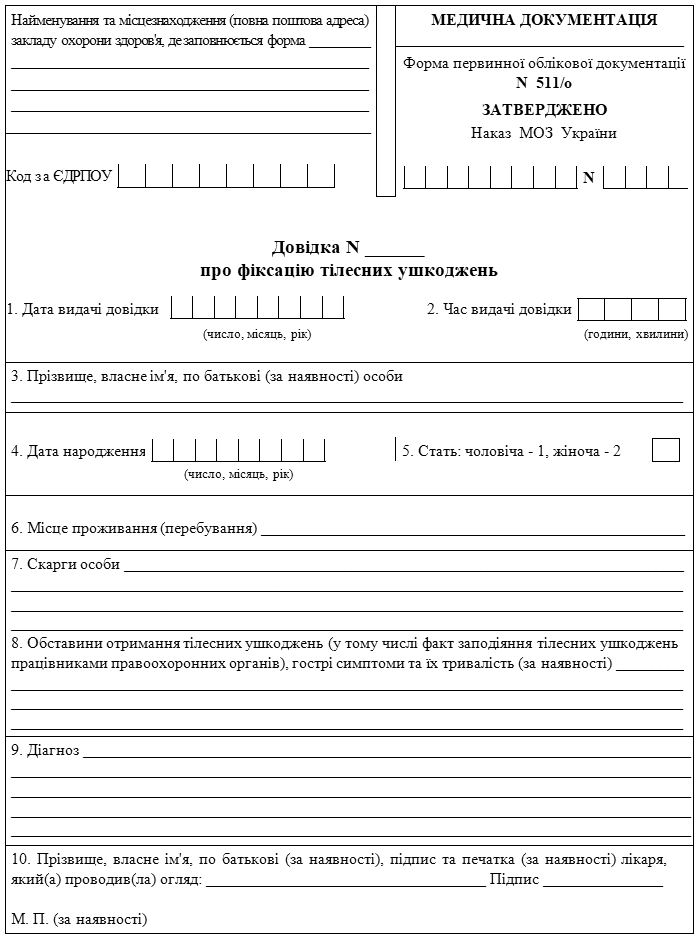 Найменування та місцезнаходження (повна поштова адреса)
закладу охорони здоров'я, де заповнюється форма
Код за ЄДРПОУ
МЕДИЧНА ДОКУМЕНТАЦІЯ
Форма первинної облікової документації
N 511/о
ЗАТВЕРДЖЕНО
Наказ МОЗ України
N
Довідка N ______
про фіксацію тілесних ушкоджень
1. Дата видачі довідки
(число, місяць, рік)
2. Час видачі довідки
(години, хвилини)
3. Прізвище, власне ім'я, по батькові (за наявності) особи
4. Дата народження
(число, місяць, рік)
5. Стать: чоловіча - 1, жіноча - 2
6. Місце проживання (перебування)
7. Скарги особи
8. Обставини отримання тілесних ушкоджень (у тому числі факт заподіяння тілесних ушкоджень
працівниками правоохоронних органів), гострі симптоми та їх тривалість (за наявності)
9. Діагноз
10. Прізвище, власне ім'я, по батькові (за наявності), підпис та печатка (за наявності) лікаря,
який(а) проводив(ла) огляд: Підпис
М. П. (за наявності)